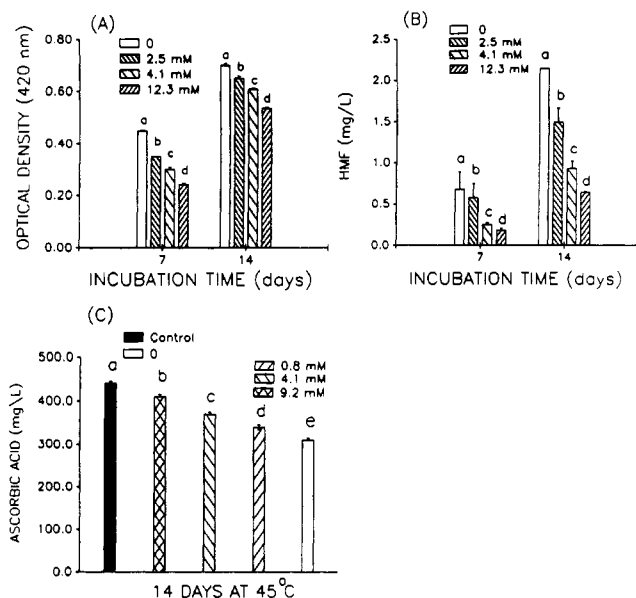 (A)
0
2.5 mM
4.1 mM
12.3 mM
OPTICAL DENSITY (420 nm)
0.80
0.60
0.40
0.20
0.00
a
b
c
d
a
b
c
d
7
14
INCUBATION TIME (days)
(B)
0
2.5 mM
4.1 mM
12.3 mM
HMF (mg/L)
2.5
2.0
1.5
1.0
0.5
0.0
a
b
c
d
a
b
c
d
7
14
INCUBATION TIME (days)
(C)
Control
0
0.8 mM
4.1 mM
9.2 mM
ASCORBIC ACID (mg\L)
500.0
400.0
300.0
200.0
100.0
0.0
a
b
c
d
e
14 DAYS AT 45°C